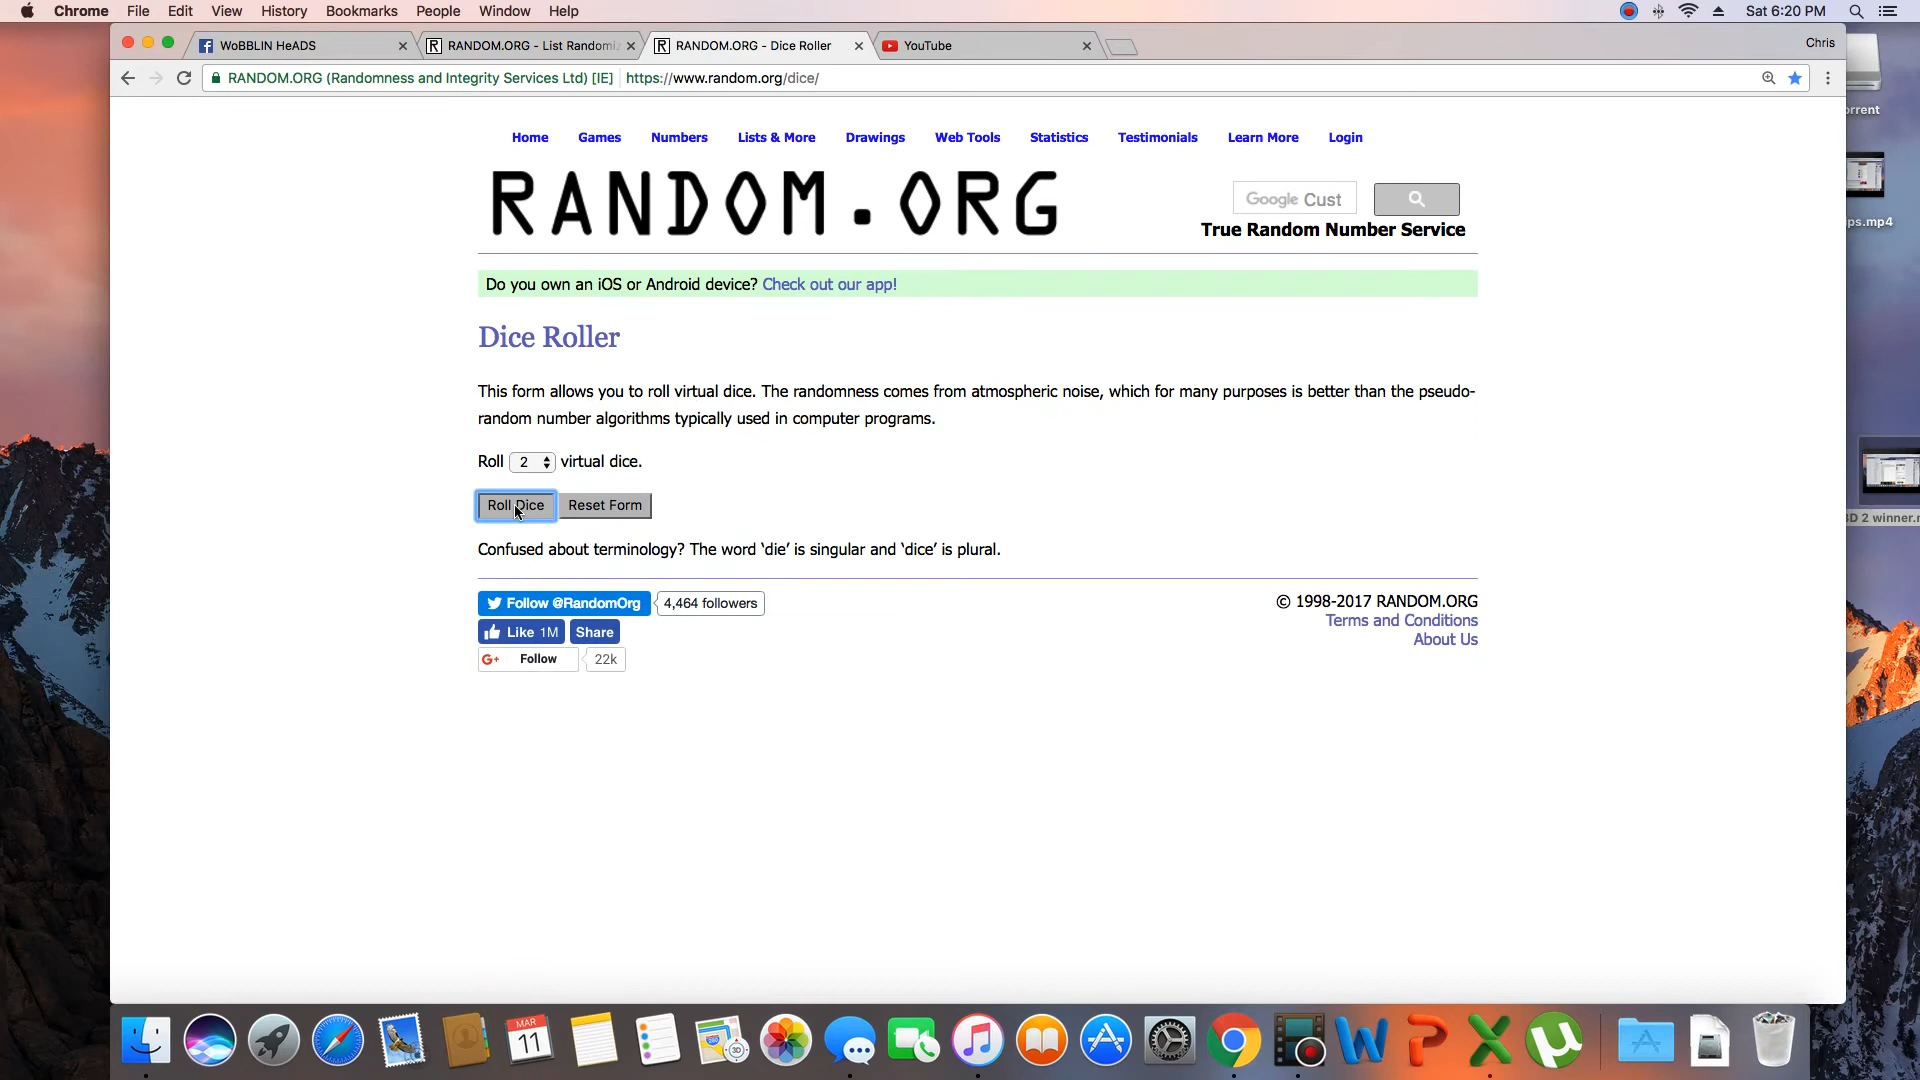 Chrome File Edit View History Bookmarks People Window Help Sat 6:20 PM
WoBBLIN HeADS RANDOM.ORG - List Randomi RANDOM.ORG - Dice Roller YouTube Chris
RANDOM.ORG (Randomness and Integrity Services Ltd) [IE] https://www.random.org/dice/
Home Games Numbers Lists & More Drawings Web Tools Statistics Testimonials Learn More Login
RANDOM.ORG
Google Cust
True Random Number Service
Do you own an iOS or Android device? Check out our app!
Dice Roller
This form allows you to roll virtual dice. The randomness comes from atmospheric noise, which for many purposes is better than the pseudo-
random number algorithms typically used in computer programs.
Roll 2 virtual dice.
Roll Dice Reset Form
Confused about terminology? The word ‘die’ is singular and ‘dice’ is plural.
Follow @RandomOrg 4,464 followers
Like 1M Share
G+ Follow 22k
© 1998-2017 RANDOM.ORG
Terms and Conditions
About Us
orrent
ps.mp4
D 2 winner.r
MAR
11